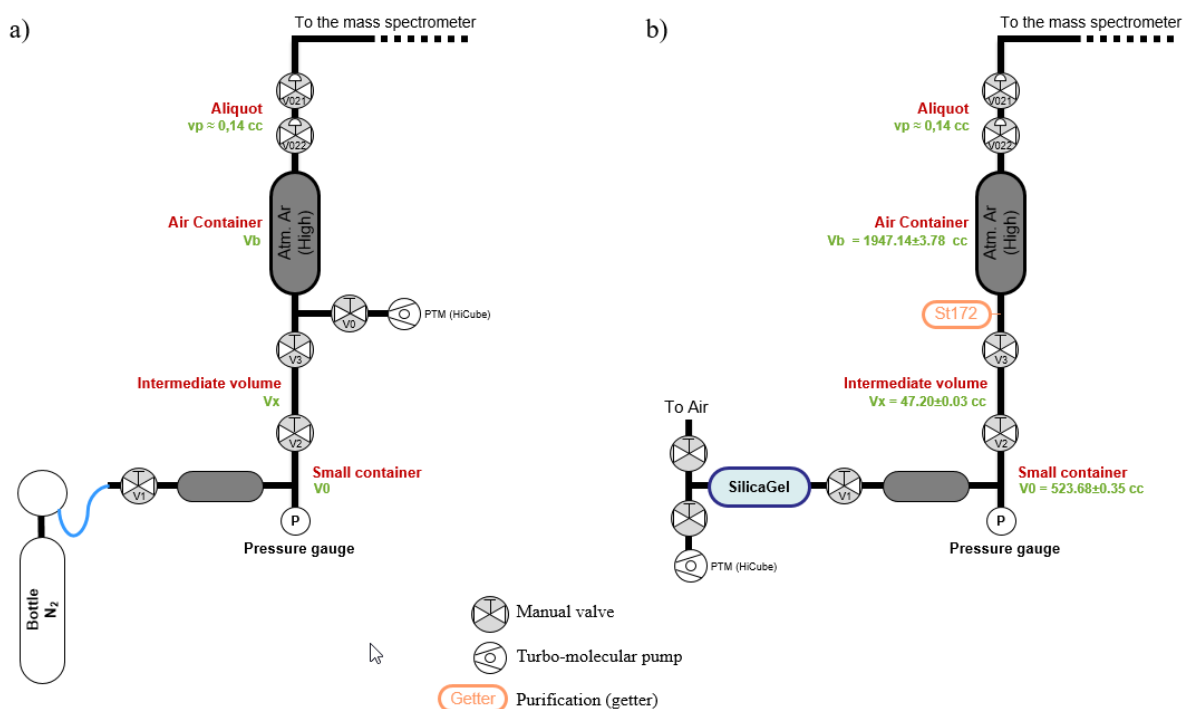 a)
To the mass spectrometer
V021
Aliquot
vp ≈ 0,14 cc
V022
Air Container
Vb
Atm. Ar
(High)
V0
PTM (HiCube)
V3
Intermediate volume
Vx
V2
Small container
V0
V1
P
Pressure gauge
Bottle
N2
b)
To the mass spectrometer
V021
Aliquot
vp ≈ 0,14 cc
V022
Air Container
Vb = 1947.14±3.78 cc
Atm. Ar
(High)
St172
V3
Intermediate volume
Vx = 47.20±0.03 cc
To Air
V2
Small container
V0 = 523.68±0.35 cc
SilicaGel
V1
P
Pressure gauge
PTM (HiCube)
Manual valve
Turbo-molecular pump
Getter
Purification (getter)